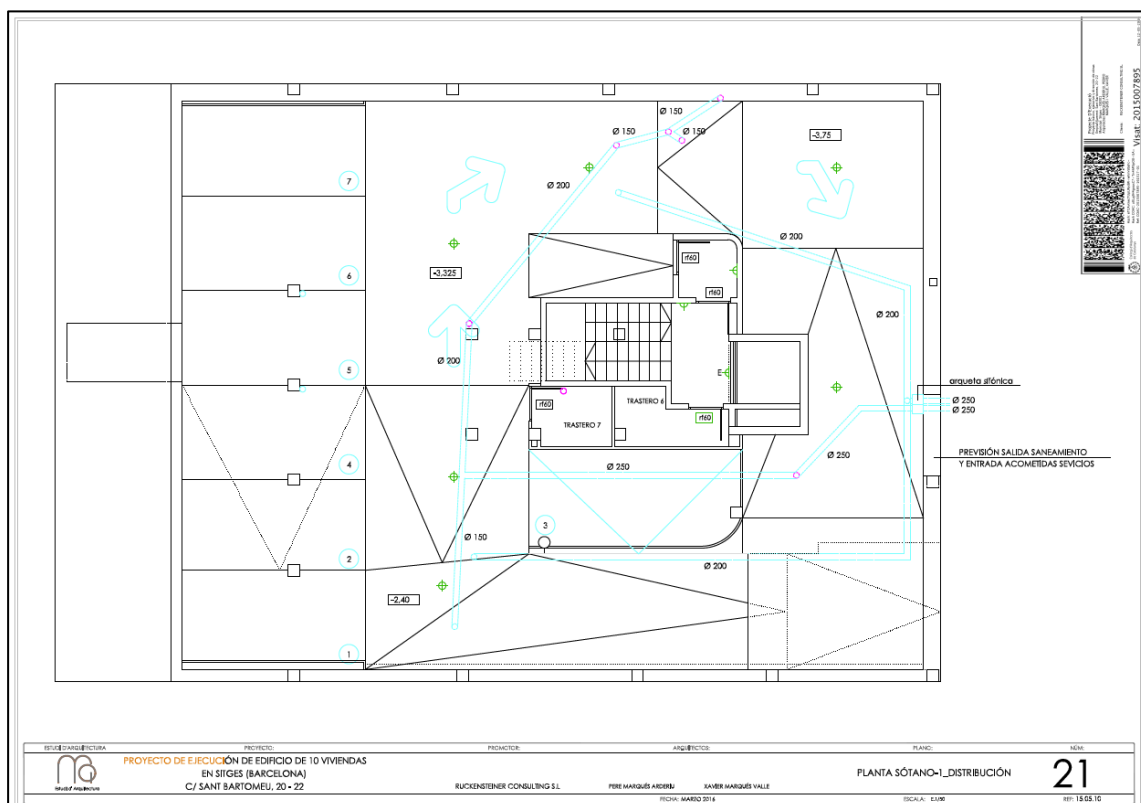 Visat: 2015007895
Ø 150
Ø 150
Ø 150
-3,75
7
Ø 200
Ø 200
rf60
6
-3,325
rf60
Ø 200
Ø 200
5
E
arqueta sifónica
rf60
TRASTERO 6
Ø 250
Ø 250
rf60
TRASTERO 7
PREVISIÓN SALIDA SANEAMIENTO
Y ENTRADA ACOMETIDAS SEVICIOS
4
Ø 250
Ø 250
3
Ø 150
2
Ø 200
-2,40
1
ESTUDI D'ARQUITECTURA
PROYECTO:
PROMOTOR:
ARQUITECTOS:
PLANO:
NÚM:
PROYECTO DE EJECUCIÓN DE EDIFICIO DE 10 VIVIENDAS
EN SITGES (BARCELONA)
C/ SANT BARTOMEU, 20 - 22
Estudi d'Arquitectura
RUCKENSTEINER CONSULTING S.L.
PERE MARQUÈS ARDERIU
XAVIER MARQUÈS VALLE
PLANTA SÓTANO-1_DISTRIBUCIÓN
21
FECHA: MARZO 2016
ESCALA: E:1/50
REF: 15.05.10